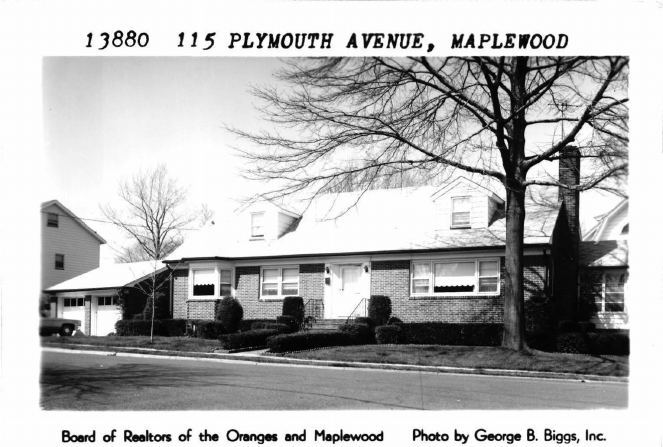 13880 115 PLYMOUTH AVENUE, MAPLEWOOD
Board of Realtors of the Oranges and Maplewood Photo by George B. Biggs, Inc.